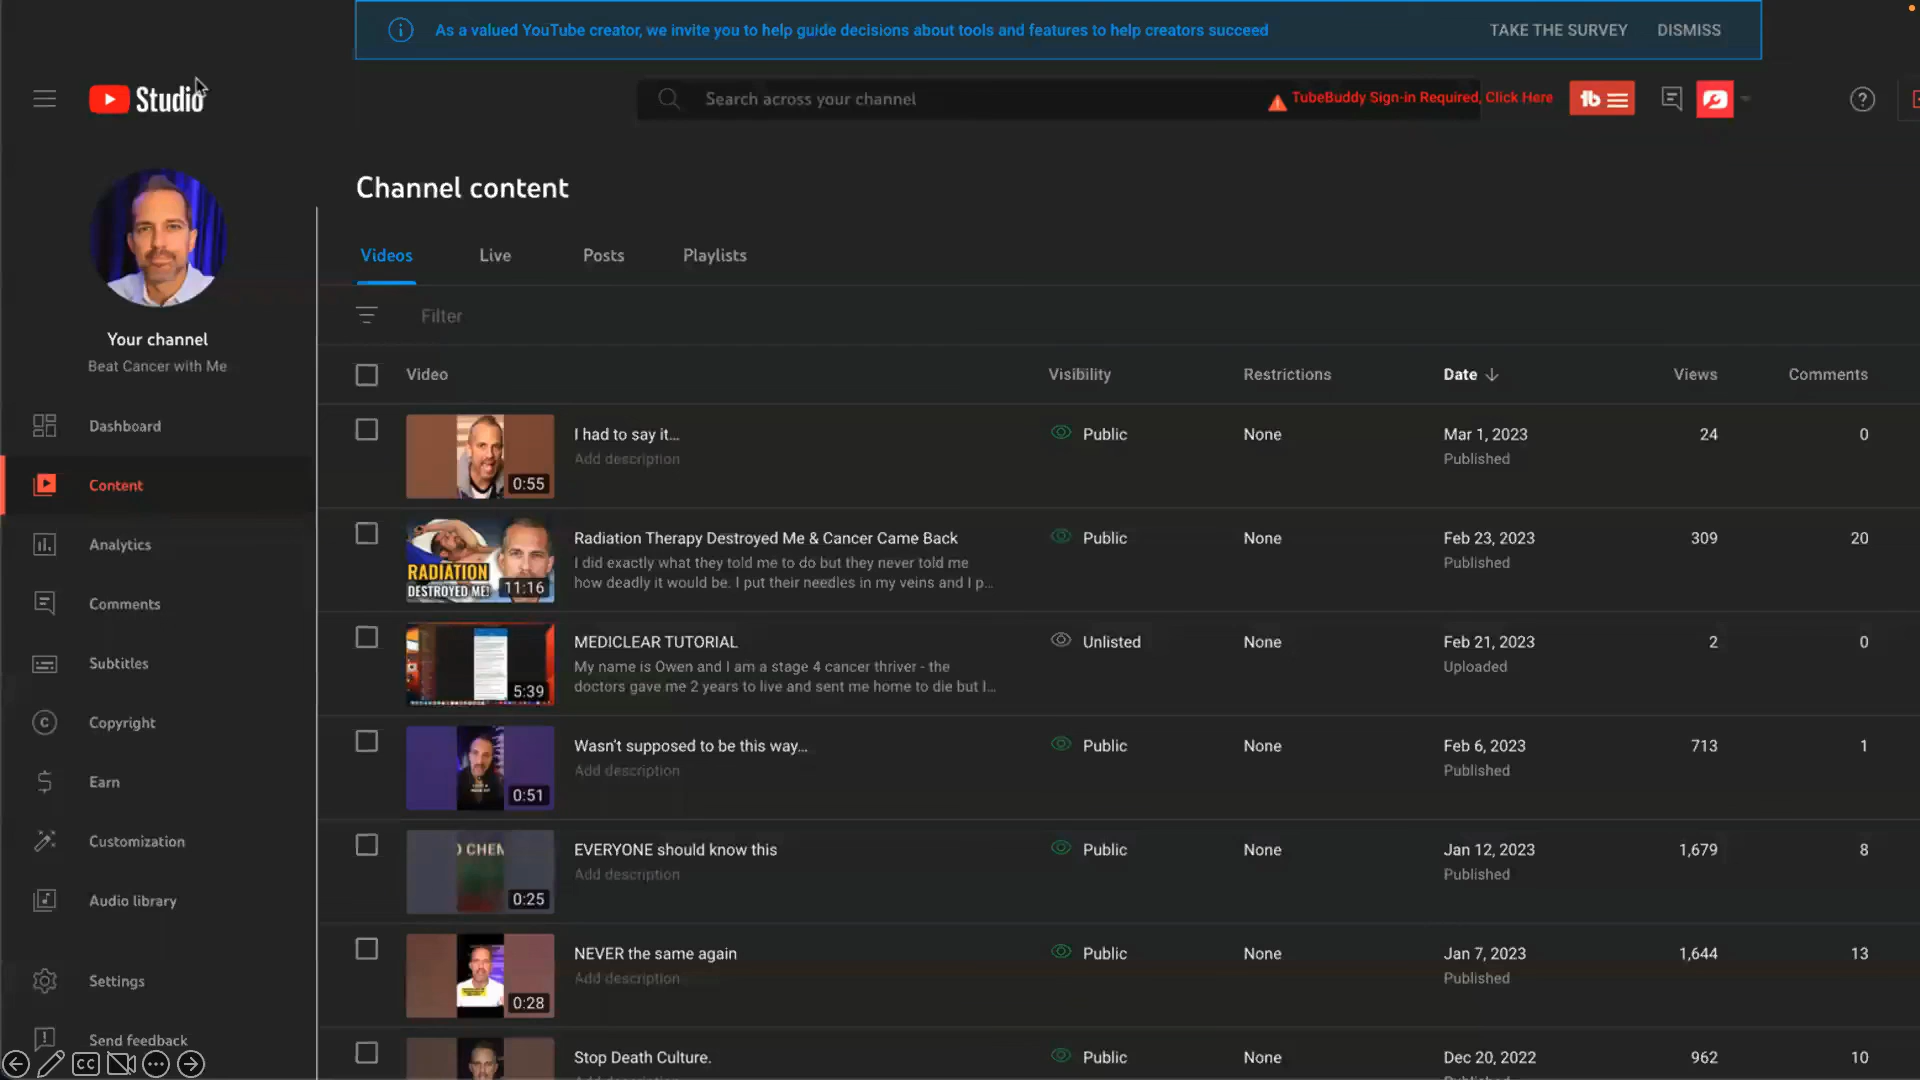 As a valued YouTube creator, we invite you to help guide decisions about tools and features to help creators succeed
TAKE THE SURVEY
DISMISS
Studio
Search across your channel
TubeBuddy Sign-in Required, Click Here
tb
Channel content
Videos
Live
Posts
Playlists
Filter
Your channel
Beat Cancer with Me
Dashboard
Content
Analytics
Comments
Subtitles
Copyright
Earn
Customization
Audio library
Settings
Send feedback
CC
Video
Visibility
Restrictions
Date
Views
Comments
0:55
I had to say it...
Add description
Public
None
Mar 1, 2023
Published
24
0
RADIATION
DESTROYED ME!
11:16
Radiation Therapy Destroyed Me & Cancer Came Back
I did exactly what they told me to do but they never told me
how deadly it would be. I put their needles in my veins and I p...
Public
None
Feb 23, 2023
Published
309
20
5:39
MEDICLEAR TUTORIAL
My name is Owen and I am a stage 4 cancer thriver - the
doctors gave me 2 years to live and sent me home to die but I...
Unlisted
None
Feb 21, 2023
Uploaded
2
0
0:51
Wasn't supposed to be this way...
Add description
Public
None
Feb 6, 2023
Published
713
1
CHEM
0:25
EVERYONE should know this
Add description
Public
None
Jan 12, 2023
Published
1,679
8
0:28
NEVER the same again
Add description
Public
None
Jan 7, 2023
Published
1,644
13
Stop Death Culture.
Public
None
Dec 20, 2022
962
10